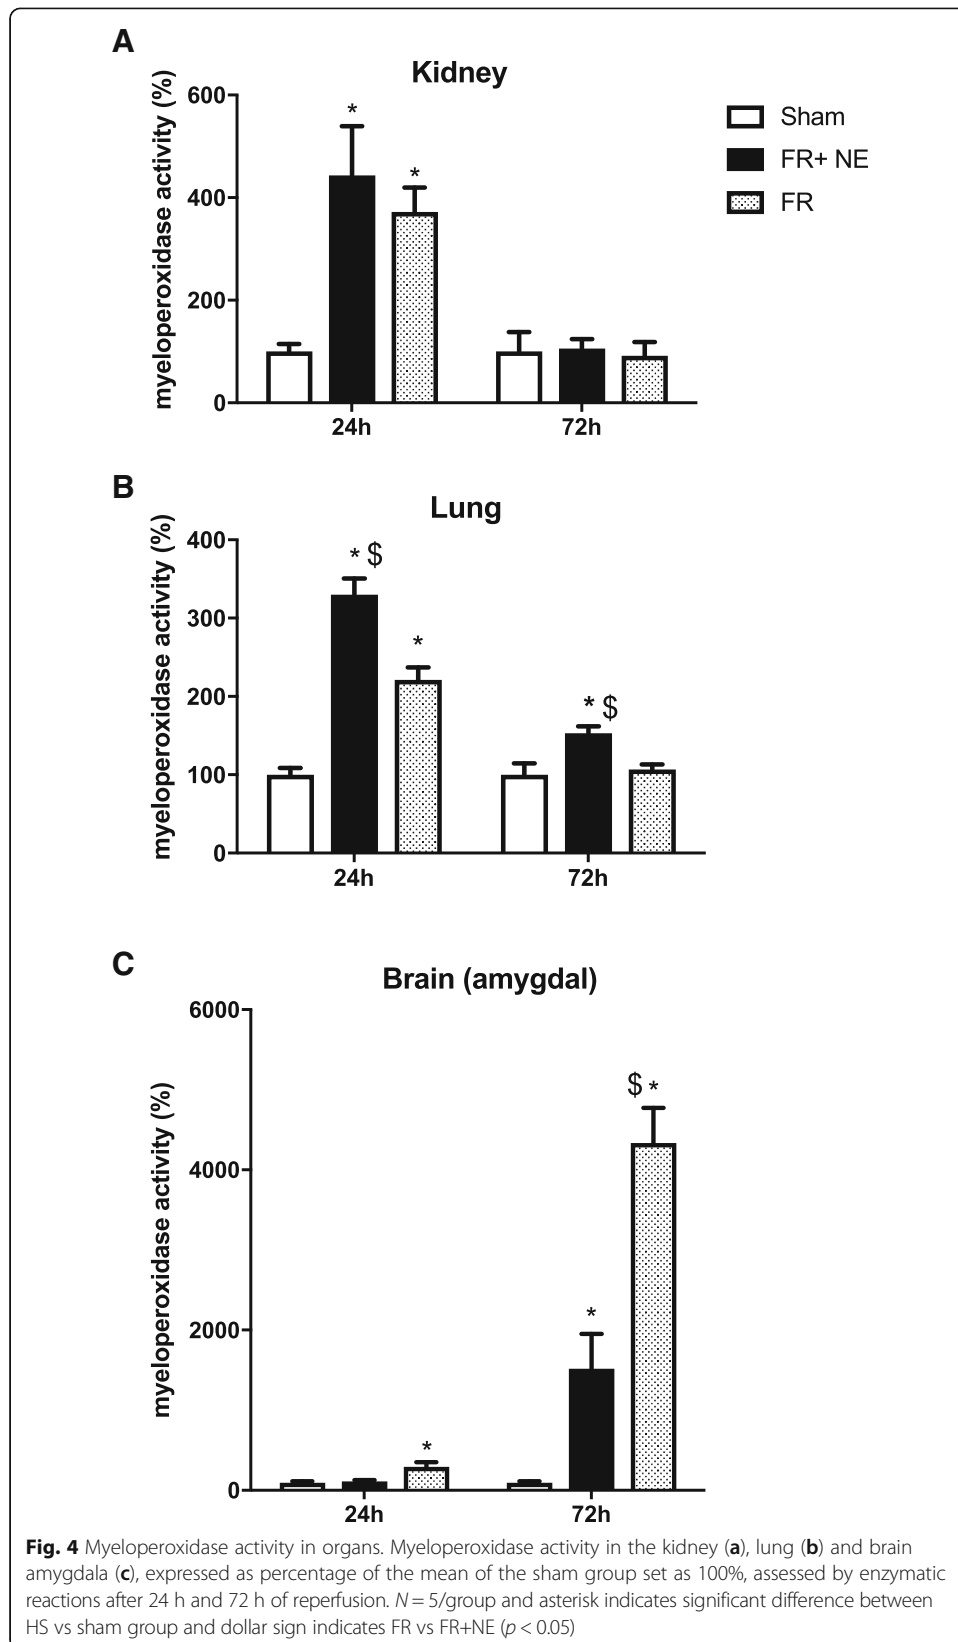 A
Kidney
myeloperoxidase activity (%)
600
400
200
0
*
*
24h
72h
Sham
FR+ NE
FR
B
Lung
myeloperoxidase activity (%)
400
300
200
100
0
* $
*
* $
24h
72h
C
Brain (amygdal)
myeloperoxidase activity (%)
6000
4000
2000
0
*
*
$ *
24h
72h
Fig. 4 Myeloperoxidase activity in organs. Myeloperoxidase activity in the kidney (a), lung (b) and brain
amygdala (c), expressed as percentage of the mean of the sham group set as 100%, assessed by enzymatic
reactions after 24 h and 72 h of reperfusion. N = 5/group and asterisk indicates significant difference between
HS vs sham group and dollar sign indicates FR vs FR+NE (p < 0.05)